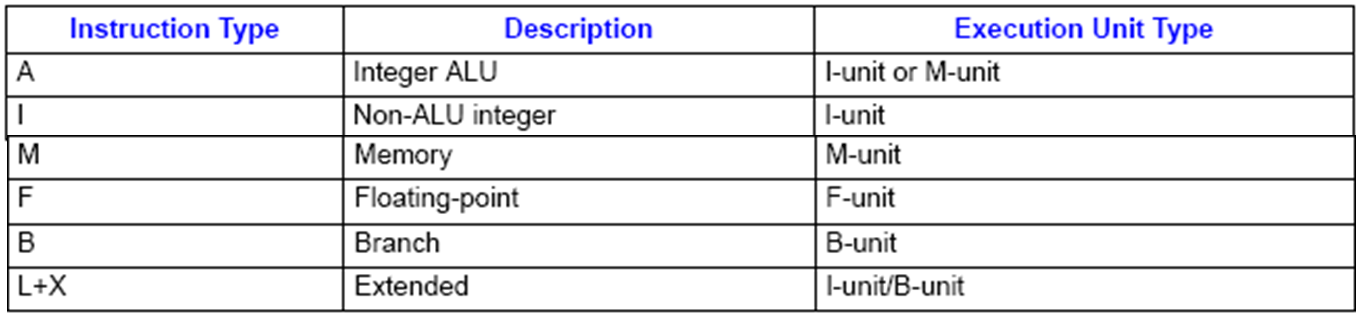 Instruction Type Description Execution Unit Type
A Integer ALU I-unit or M-unit
I Non-ALU integer I-unit
M Memory M-unit
F Floating-point F-unit
B Branch B-unit
L+X Extended I-unit/B-unit